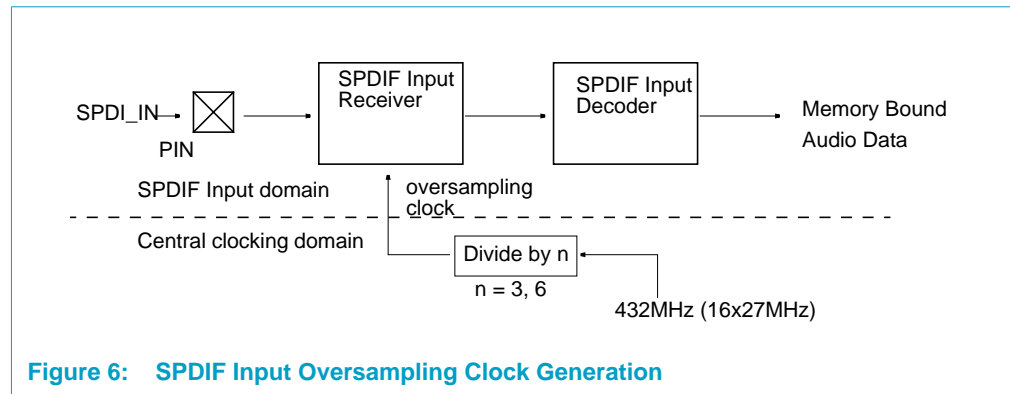 SPDI_IN
PIN
SPDIF Input
Receiver
SPDIF Input
Decoder
Memory Bound
Audio Data
SPDIF Input domain
oversampling
clock
Central clocking domain
Divide by n
n = 3, 6
432MHz (16x27MHz)
Figure 6: SPDIF Input Oversampling Clock Generation